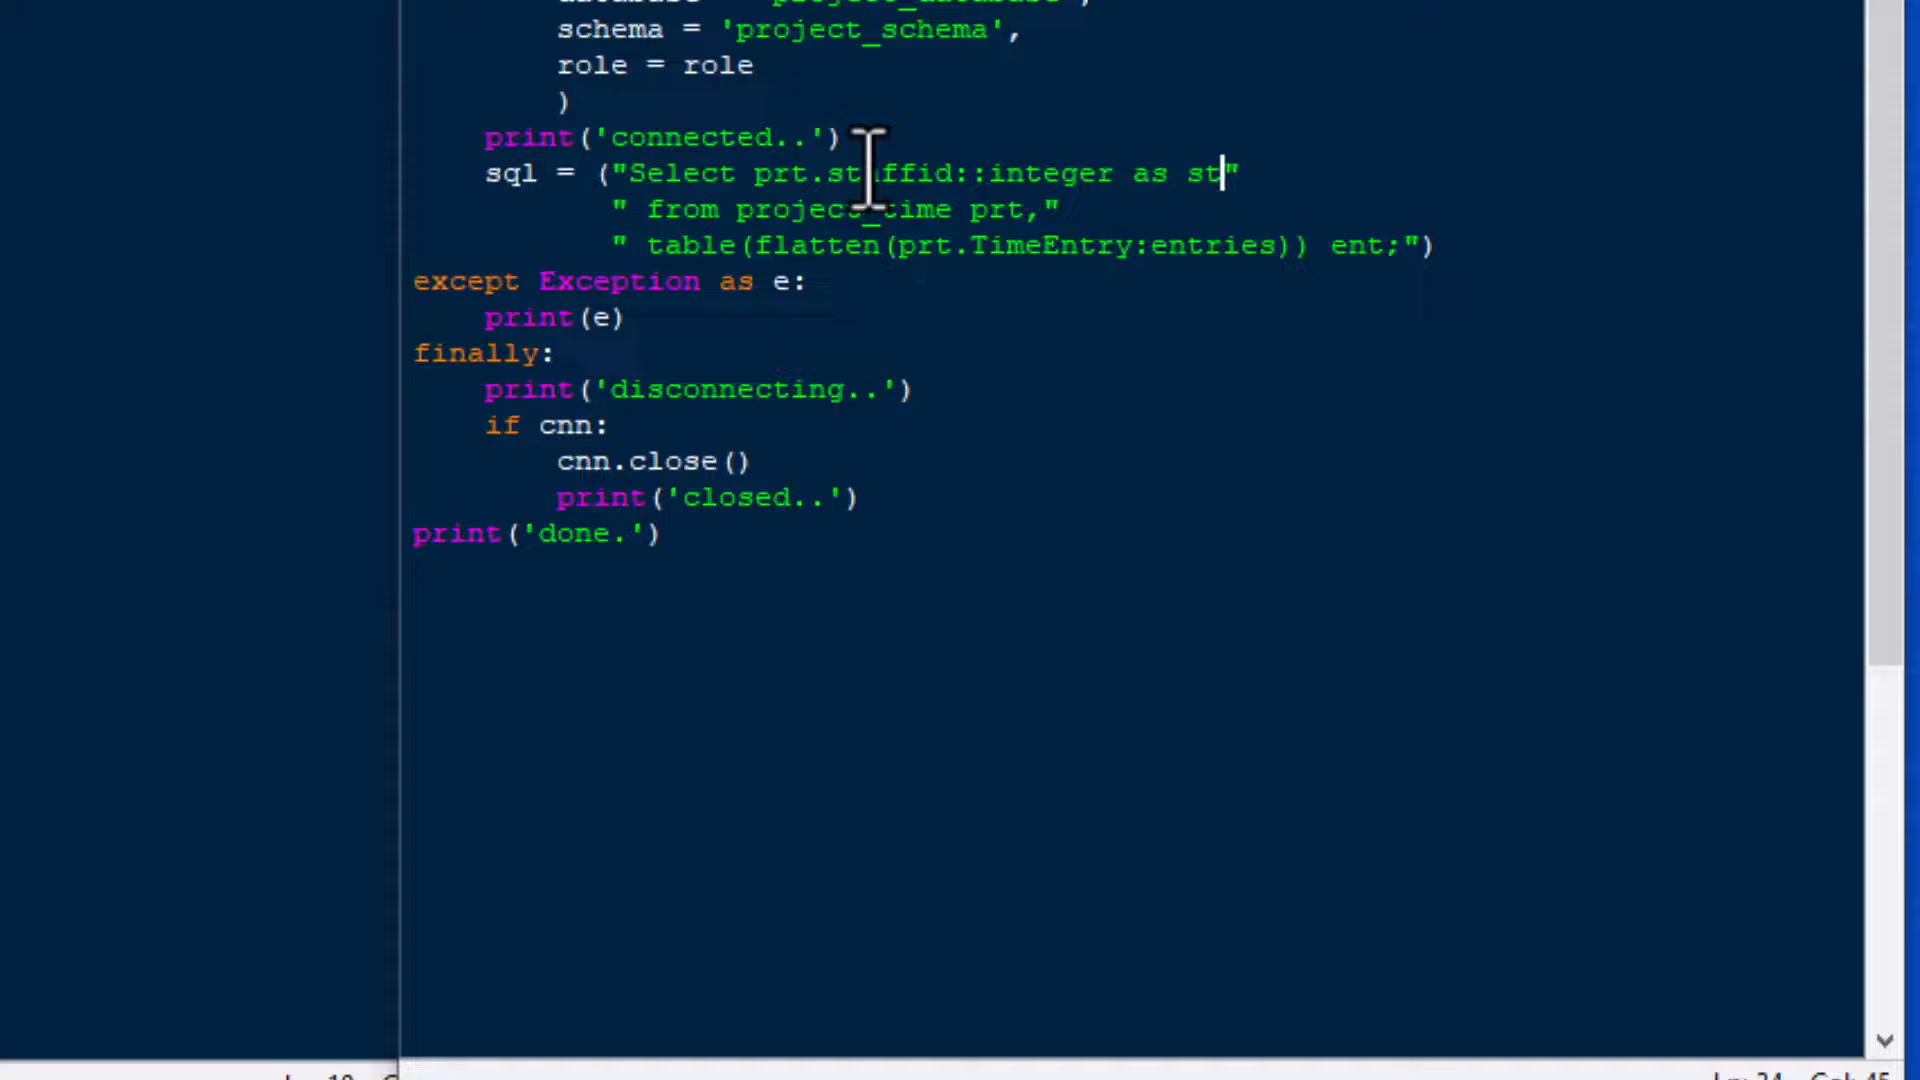 schema = 'project_schema',
role = role
)
print('connected..')
sql = ("Select prt.staffid::integer as st"
" from project_time prt,"
" table(flatten(prt.TimeEntry:entries)) ent;")
except Exception as e:
print(e)
finally:
print('disconnecting..')
if cnn:
cnn.close()
print('closed..')
print('done.')